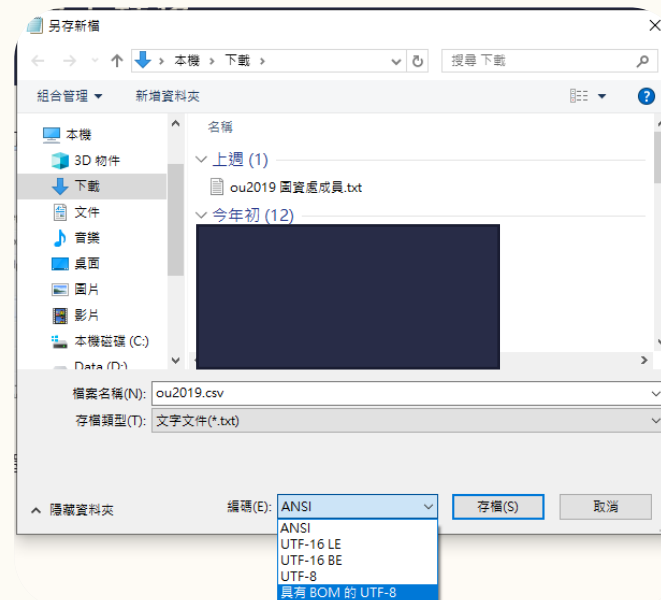 另存新檔
本機 › 下載 ›
搜尋 下載
組合管理
新增資料夾
本機
3D 物件
下載
文件
音樂
桌面
圖片
影片
本機磁碟 (C:)
Data (D:)
名稱
上週 (1)
ou2019 圖資處成員.txt
今年初 (12)
檔案名稱(N): ou2019.csv
存檔類型(T): 文字文件(*.txt)
隱藏資料夾
編碼(E): ANSI
存檔(S)
取消
ANSI
UTF-16 LE
UTF-16 BE
UTF-8
具有 BOM 的 UTF-8